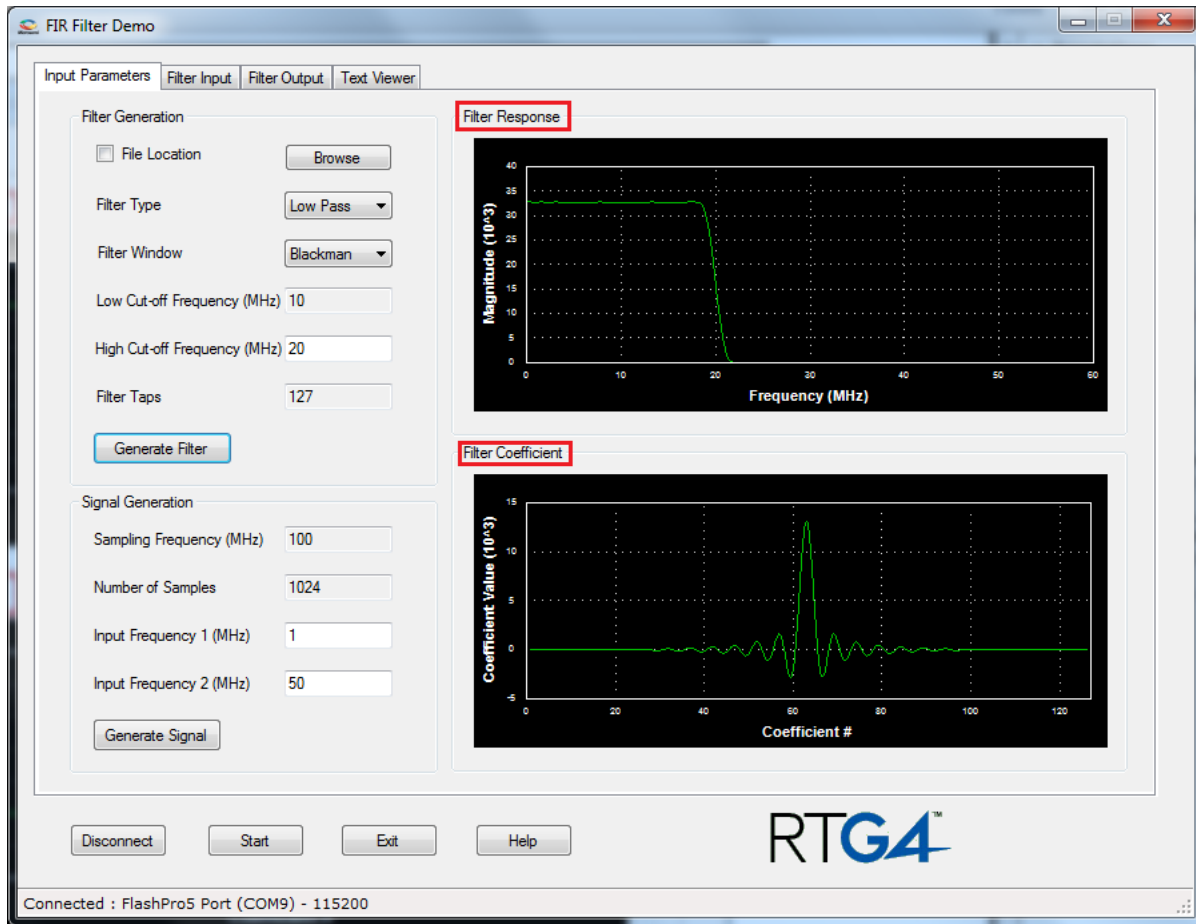 FIR Filter Demo
Input Parameters Filter Input Filter Output Text Viewer
Filter Generation
File Location Browse
Filter Type Low Pass
Filter Window Blackman
Low Cut-off Frequency (MHz) 10
High Cut-off Frequency (MHz) 20
Filter Taps 127
Generate Filter
Signal Generation
Sampling Frequency (MHz) 100
Number of Samples 1024
Input Frequency 1 (MHz) 1
Input Frequency 2 (MHz) 50
Generate Signal
Filter Response
Magnitude (10^3)
40
35
30
25
20
15
10
5
0
0 10 20 30 40 50 60
Frequency (MHz)
Filter Coefficient
Coefficient Value (10^3)
15
10
5
0
-5
0 20 40 60 80 100 120
Coefficient #
Disconnect Start Exit Help
RTG4™
Connected : FlashPro5 Port (COM9) - 115200